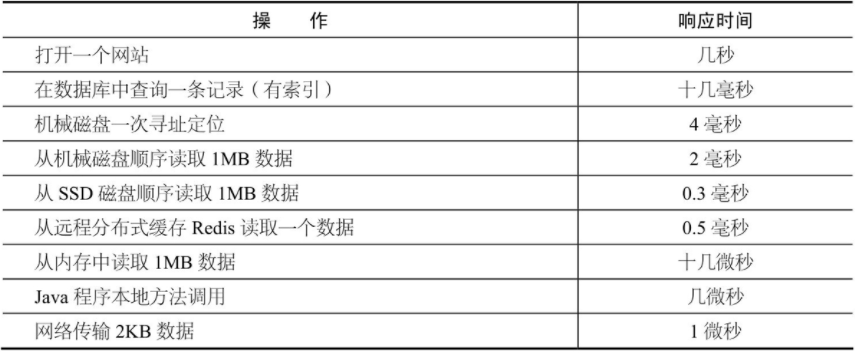 操 作 响应时间
打开一个网站 几秒
在数据库中查询一条记录（有索引） 十几毫秒
机械磁盘一次寻址定位 4 毫秒
从机械磁盘顺序读取 1MB 数据 2 毫秒
从 SSD 磁盘顺序读取 1MB 数据 0.3 毫秒
从远程分布式缓存 Redis 读取一个数据 0.5 毫秒
从内存中读取 1MB 数据 十几微秒
Java 程序本地方法调用 几微秒
网络传输 2KB 数据 1 微秒